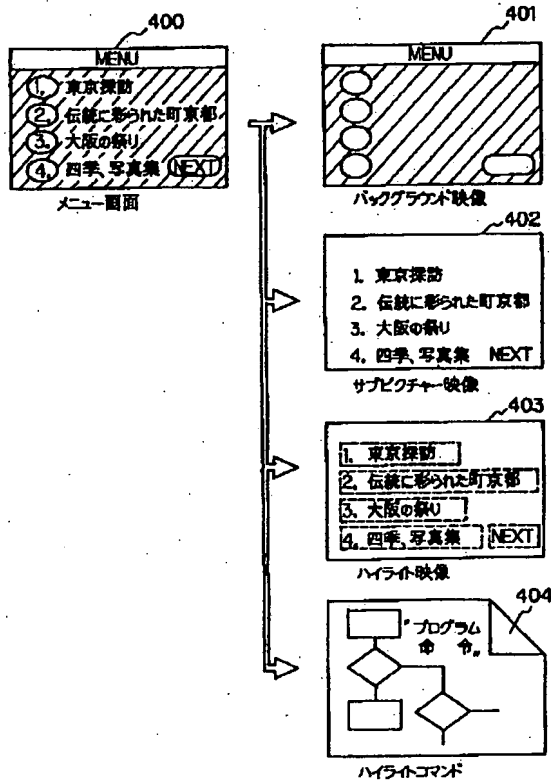 400
MENU
1. 東京探訪
2. 伝統に彩られた町京都
3. 大阪の祭り
4. 四季、写真集 NEXT
メニュー画面
401
MENU
バックグラウンド映像
402
1. 東京探訪
2. 伝統に彩られた町京都
3. 大阪の祭り
4. 四季、写真集 NEXT
サブピクチャー映像
403
1. 東京探訪
2. 伝統に彩られた町京都
3. 大阪の祭り
4. 四季、写真集 NEXT
ハイライト映像
404
"プログラム
命 令"
ハイライトコマンド